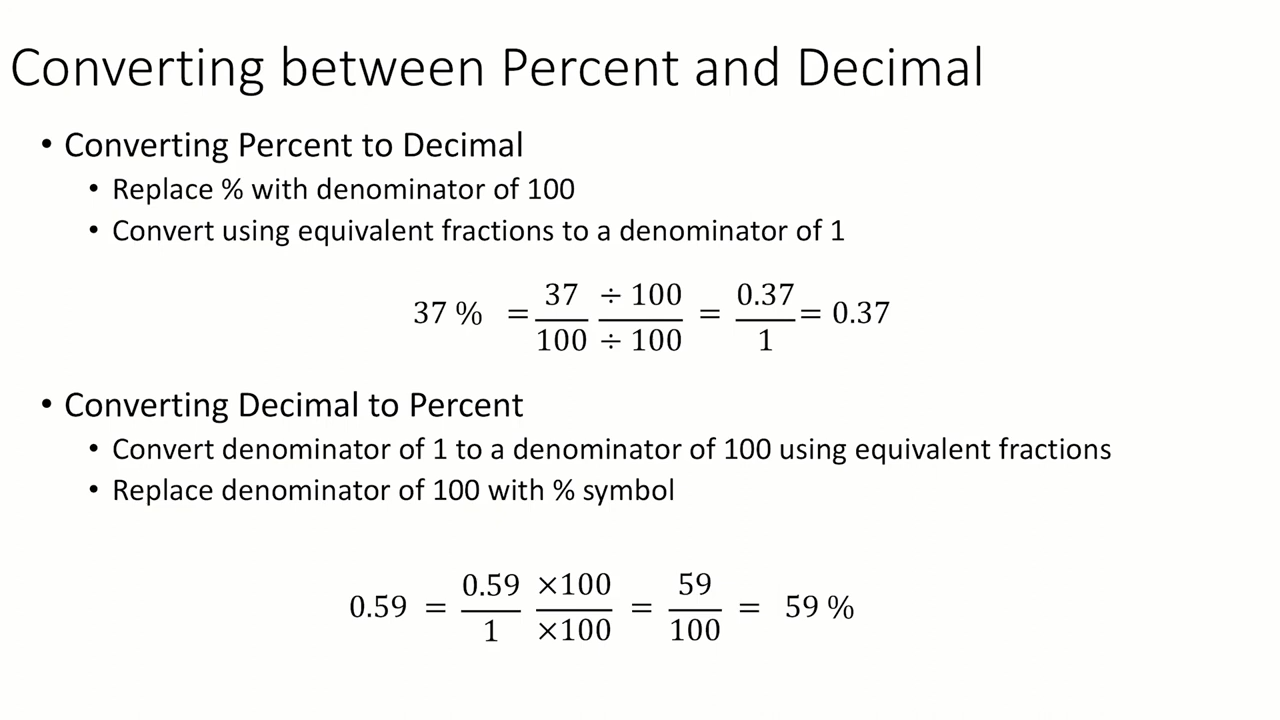 Converting between Percent and Decimal
• Converting Percent to Decimal
• Replace % with denominator of 100
• Convert using equivalent fractions to a denominator of 1
37 % = 37/100 ÷ 100/÷ 100 = 0.37/1 = 0.37
• Converting Decimal to Percent
• Convert denominator of 1 to a denominator of 100 using equivalent fractions
• Replace denominator of 100 with % symbol
0.59 = 0.59/1 ×100/×100 = 59/100 = 59 %